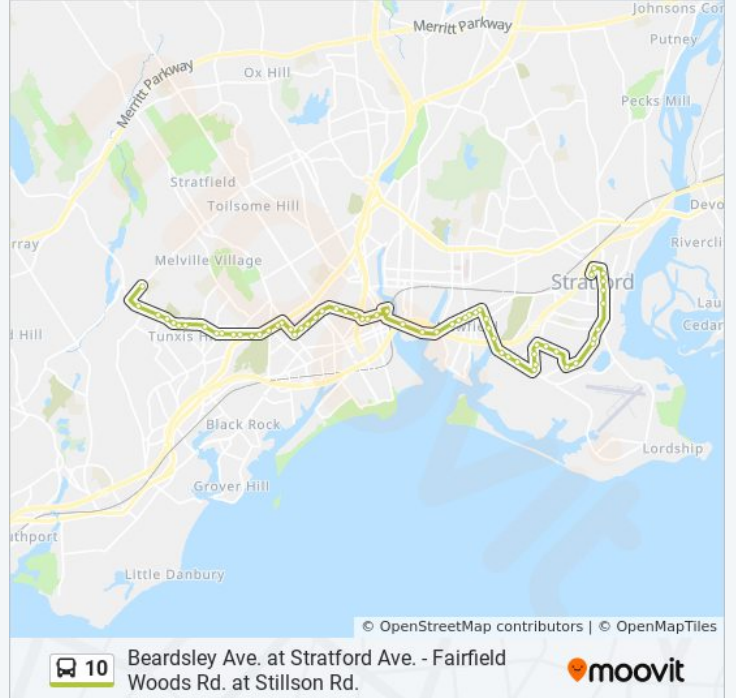 Johnsons Cor
Merritt Parkway
Putney
Ox Hill
Merritt Parkway
Pecks Mill
Stratfield
Toilsome Hill
Devo
rray
Rivercli
Melville Village
Stratford
Lau
Cedar
d Hill
Tunxis H
Black Rock
Lordship
Grover Hill
thport
Little Danbury
© OpenStreetMap contributors | © OpenMapTiles
10
Beardsley Ave. at Stratford Ave. - Fairfield
Woods Rd. at Stillson Rd.
moovit